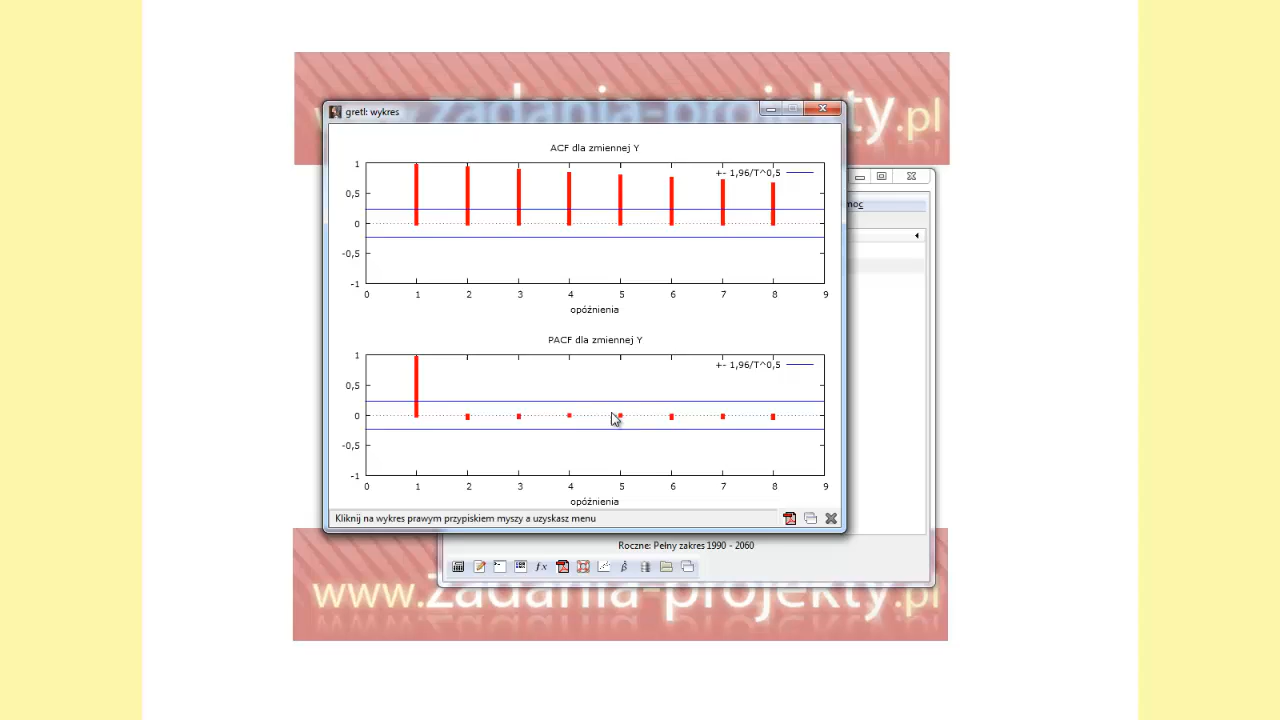 www.zadania-projekty.pl
gretl: wykres
ACF dla zmiennej Y
+- 1,96/T^0,5
1
0,5
0
-0,5
-1
0 1 2 3 4 5 6 7 8 9
opóźnienia
PACF dla zmiennej Y
+- 1,96/T^0,5
1
0,5
0
-0,5
-1
0 1 2 3 4 5 6 7 8 9
opóźnienia
Kliknij na wykres prawym przypiskiem myszy a uzyskasz menu
moc
Roczne: Pełny zakres 1990 - 2060
www.zadania-projekty.pl